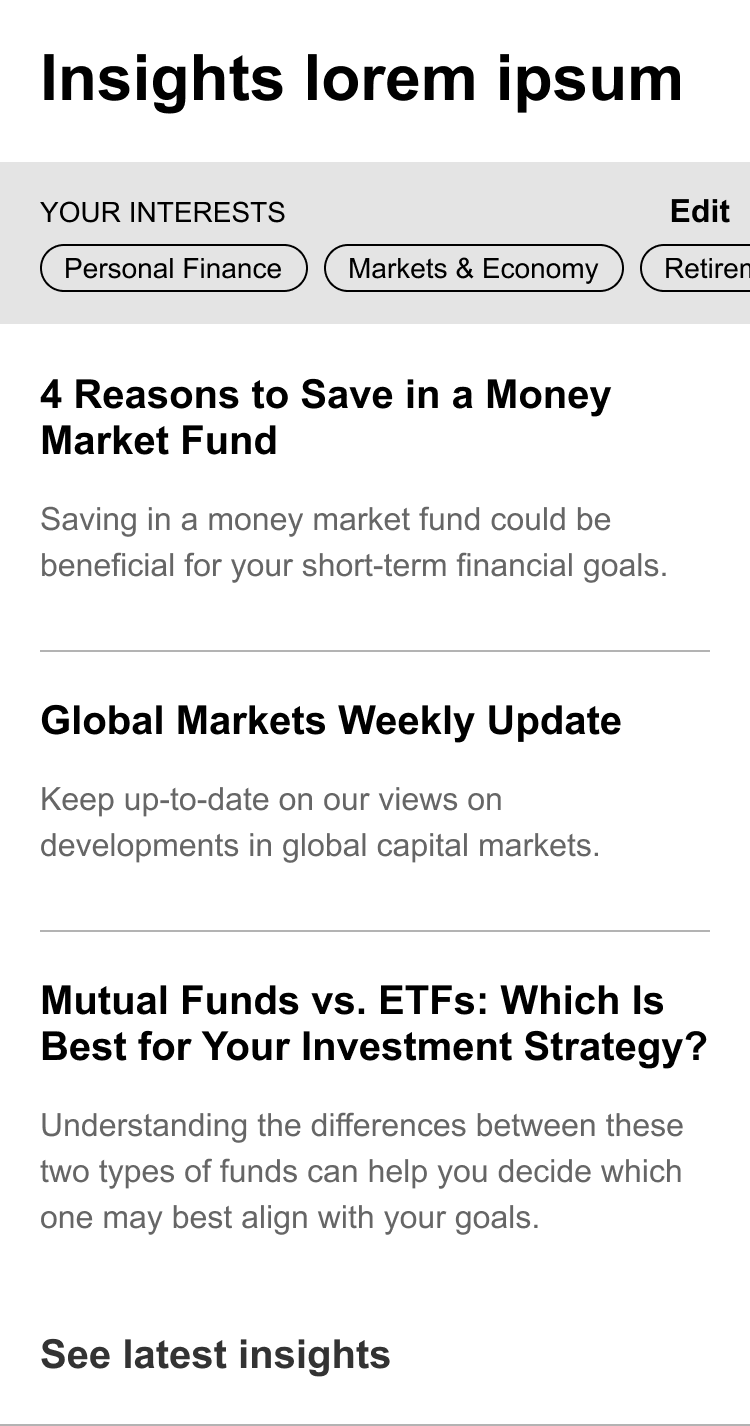 Insights lorem ipsum
YOUR INTERESTS Edit
Personal Finance Markets & Economy
4 Reasons to Save in a Money
Market Fund
Saving in a money market fund could be
beneficial for your short-term financial goals.
Global Markets Weekly Update
Keep up-to-date on our views on
developments in global capital markets.
Mutual Funds vs. ETFs: Which Is
Best for Your Investment Strategy?
Understanding the differences between these
two types of funds can help you decide which
one may best align with your goals.
See latest insights